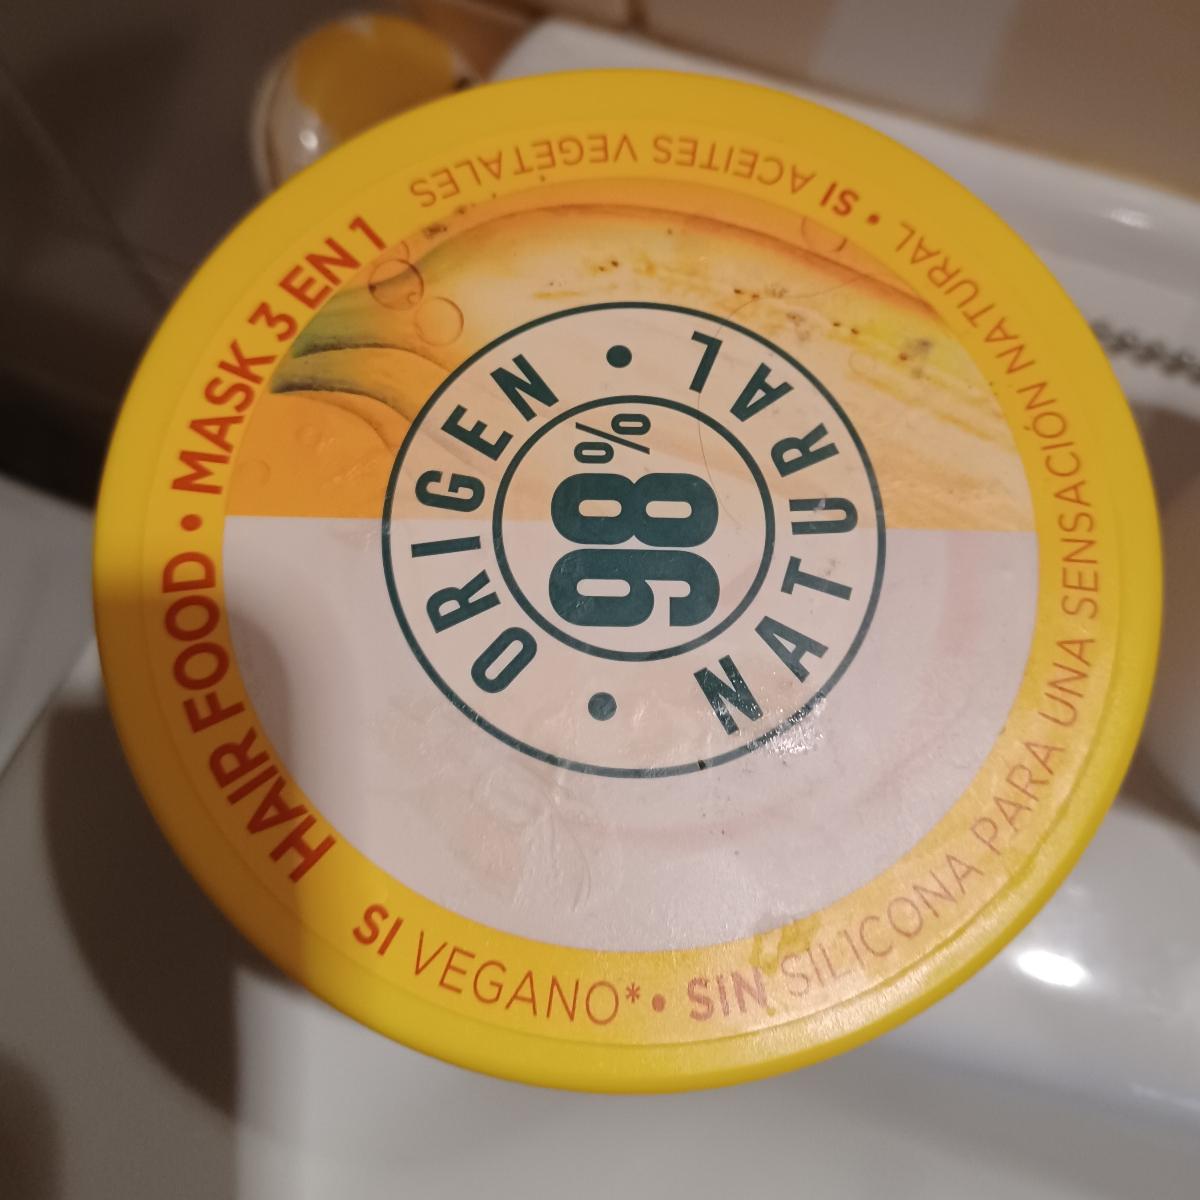 HAIR FOOD • MASK 3 EN 1
SI VEGANO* • SIN SILICONA PARA UNA SENSACIÓN NATURAL • SI ACEITES VEGETALES
98%
ORIGEN • NATURAL •